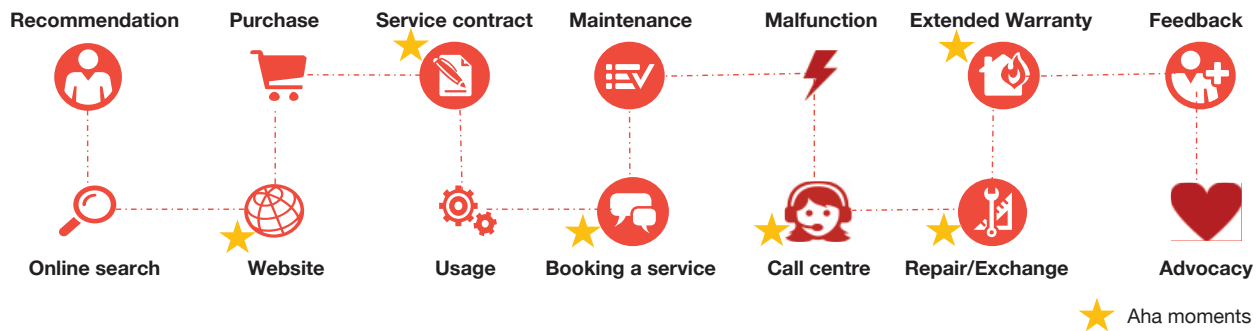 Recommendation
Purchase
Service contract
Maintenance
Malfunction
Extended Warranty
Feedback
Online search
Website
Usage
Booking a service
Call centre
Repair/Exchange
Advocacy
Aha moments